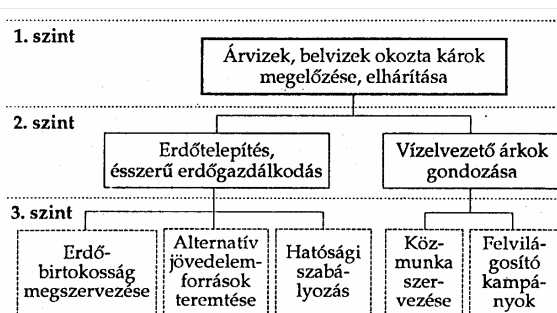 1. szint
Árvizek, belvizek okozta károk
megelőzése, elhárítása
2. szint
Erdőtelepítés,
ésszerű erdőgazdálkodás
Vízelvezető árkok
gondozása
3. szint
Erdő-
birtokosság
megszervezése
Alternatív
jövedelem-
források
teremtése
Hatósági
szabá-
lyozás
Köz-
munka
szer-
vezése
Felvilá-
gosító
kampá-
nyok